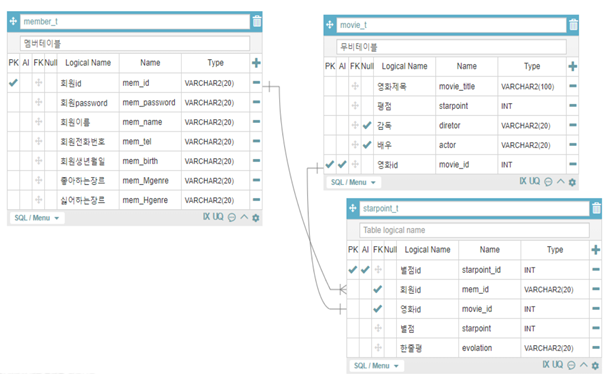 member_t
멤버테이블
PK AI FK Null Logical Name Name Type
회원id mem_id VARCHAR2(20)
회원password mem_password VARCHAR2(20)
회원이름 mem_name VARCHAR2(20)
회원전화번호 mem_tel VARCHAR2(20)
회원생년월일 mem_birth VARCHAR2(20)
좋아하는장르 mem_Mgenre VARCHAR2(20)
싫어하는장르 mem_Hgenre VARCHAR2(20)
SQL / Menu IX UQ
movie_t
무비테이블
PK AI FK Null Logical Name Name Type
영화제목 movie_title VARCHAR2(100)
평점 starpoint INT
감독 diretor VARCHAR2(20)
배우 actor VARCHAR2(20)
영화id movie_id INT
SQL / Menu IX UQ
starpoint_t
Table logical name
PK AI FK Null Logical Name Name Type
별점id starpoint_id INT
회원id mem_id VARCHAR2(20)
영화id movie_id INT
별점 starpoint INT
한줄평 evolation VARCHAR2(20)
SQL / Menu IX UQ